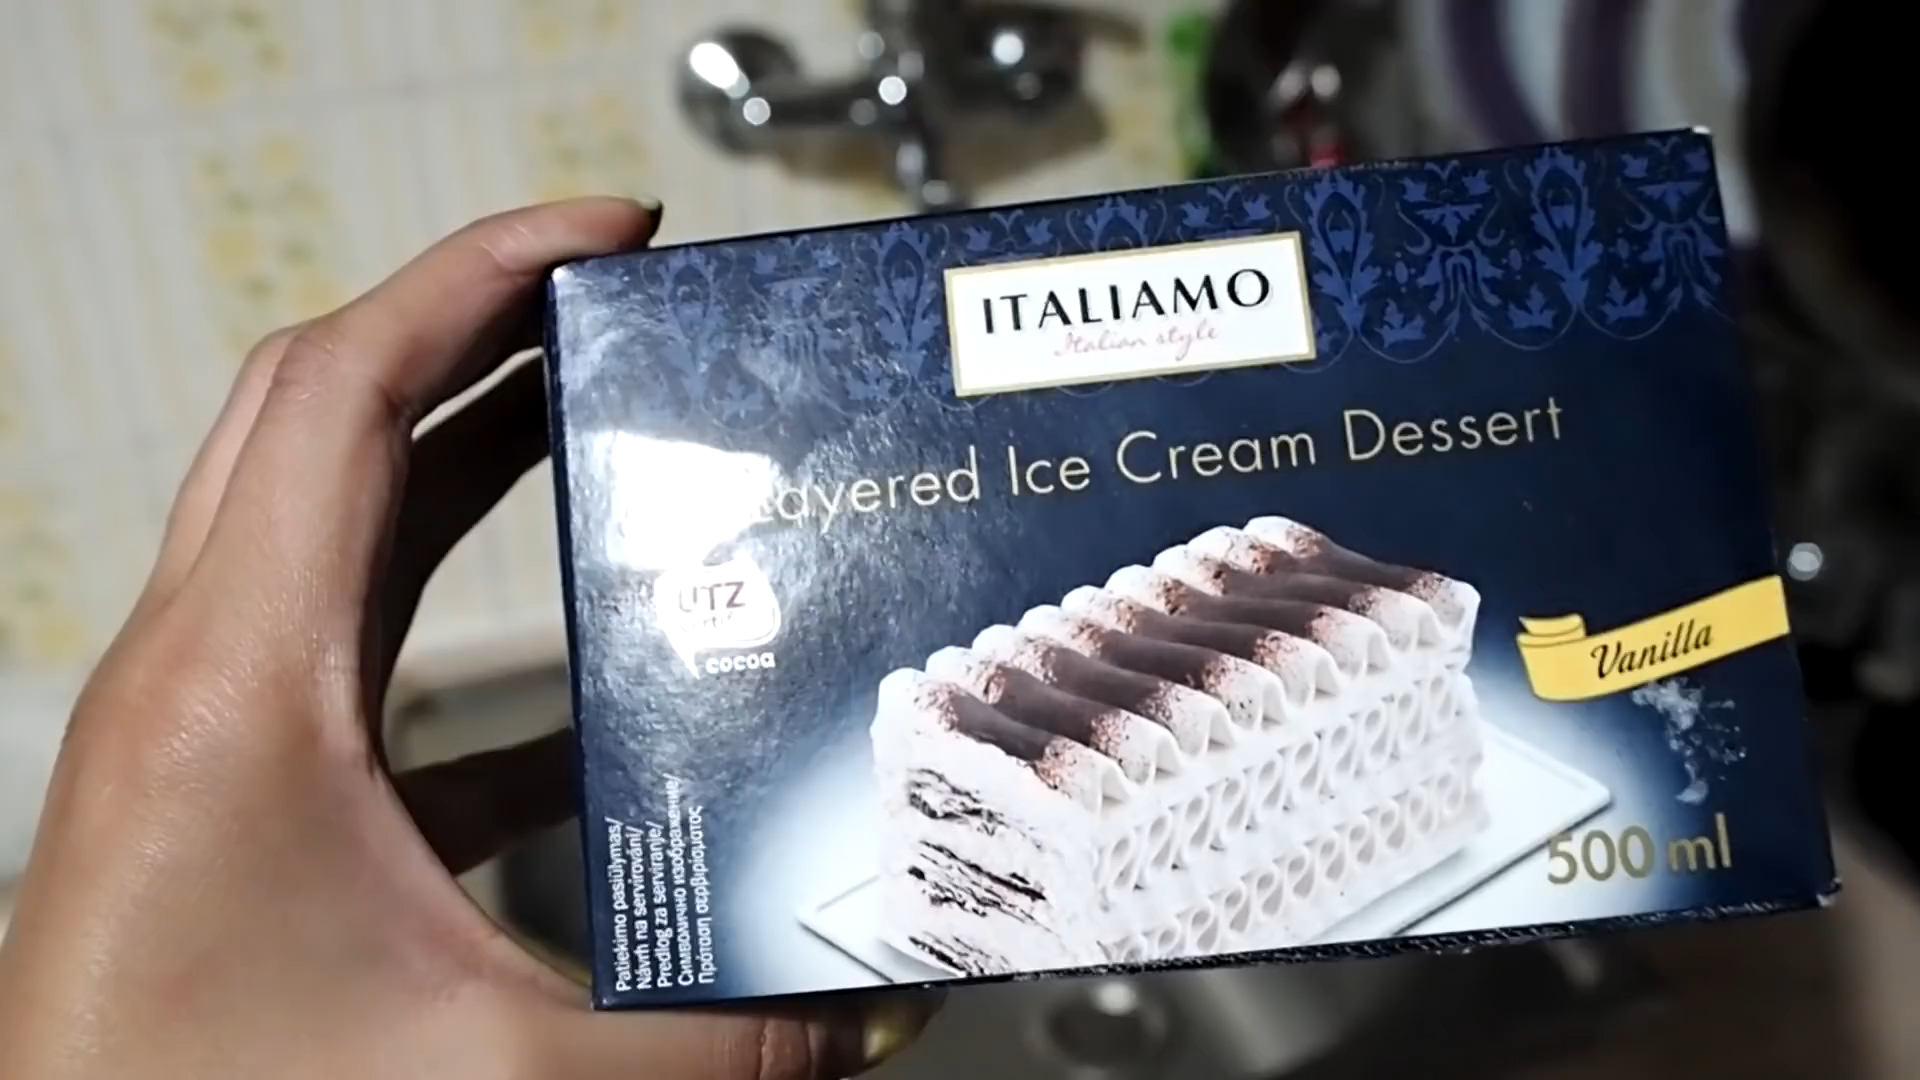 ITALIAMO
Italian style
Layered Ice Cream Dessert
UTZ
cocoa
Vanilla
500 ml
Patiekimo pasiūlymas/
Návrh na servírování/
Predlog za serviranje/
Символично изображение/
Πρόταση σερβιρίσματος